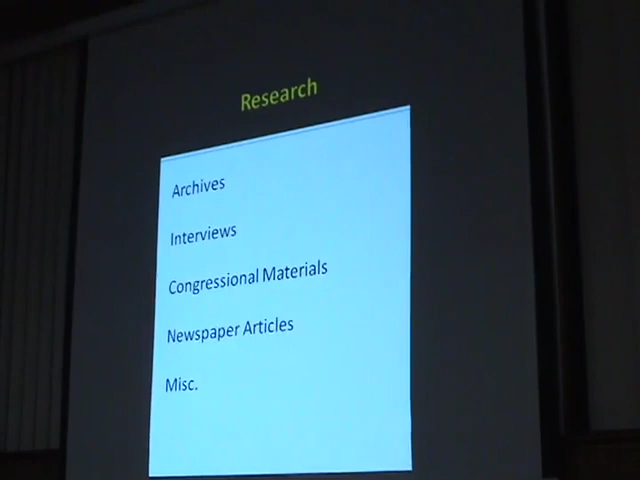 Research
Archives
Interviews
Congressional Materials
Newspaper Articles
Misc.